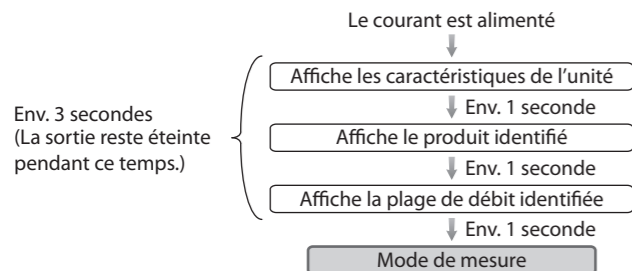 Le courant est alimenté
Affiche les caractéristiques de l’unité
Env. 1 seconde
Env. 3 secondes
(La sortie reste éteinte
pendant ce temps.)
Affiche le produit identifié
Env. 1 seconde
Affiche la plage de débit identifiée
Env. 1 seconde
Mode de mesure